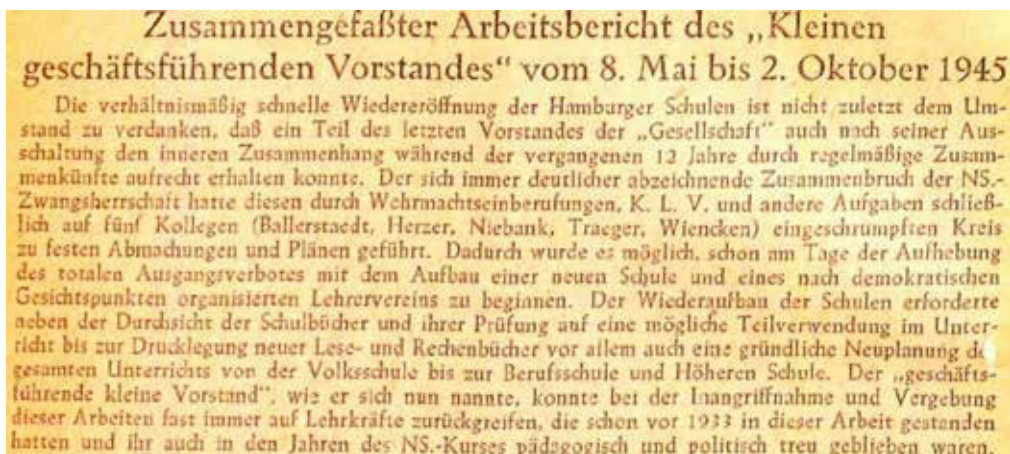 Zusammengefaßter Arbeitsbericht des „Kleinen
geschäftsführenden Vorstandes“ vom 8. Mai bis 2. Oktober 1945
Die verhältnismäßig schnelle Wiedereröffnung der Hamburger Schulen ist nicht zuletzt dem Um-
stand zu verdanken, daß ein Teil des letzten Vorstandes der „Gesellschaft“ auch nach seiner Aus-
schaltung den inneren Zusammenhang während der vergangenen 12 Jahre durch regelmäßige Zusam-
menkünfte aufrecht erhalten konnte. Der sich immer deutlicher abzeichnende Zusammenbruch der NS.-
Zwangsherrschaft hatte diesen durch Wehrmachtseinberufungen, K. L. V. und andere Aufgaben schließ-
lich auf fünf Kollegen (Ballerstaedt, Herzer, Niebank, Traeger, Wiencken) eingeschrumpften Kreis
zu festen Abmachungen und Plänen geführt. Dadurch wurde es möglich, schon am Tage der Aufhebung
des totalen Ausgangsverbotes mit dem Aufbau einer neuen Schule und eines nach demokratischen
Gesichtspunkten organisierten Lehrervereins zu beginnen. Der Wiederaufbau der Schulen erforderte
neben der Durchsicht der Schulbücher und ihrer Prüfung auf eine mögliche Teilverwendung im Unter-
richt bis zur Drucklegung neuer Lese- und Rechenbücher vor allem auch eine gründliche Neuplanung de
gesamten Unterrichts von der Volksschule bis zur Berufsschule und Höheren Schule. Der „geschäfts-
führende kleine Vorstand“, wie er sich nun nannte, konnte bei der Inangriffnahme und Vergebung
dieser Arbeiten fast immer auf Lehrkräfte zurückgreifen, die schon vor 1933 in dieser Arbeit gestanden
hatten und ihr auch in den Jahren des NS.-Kurses pädagogisch und politisch treu geblieben waren.